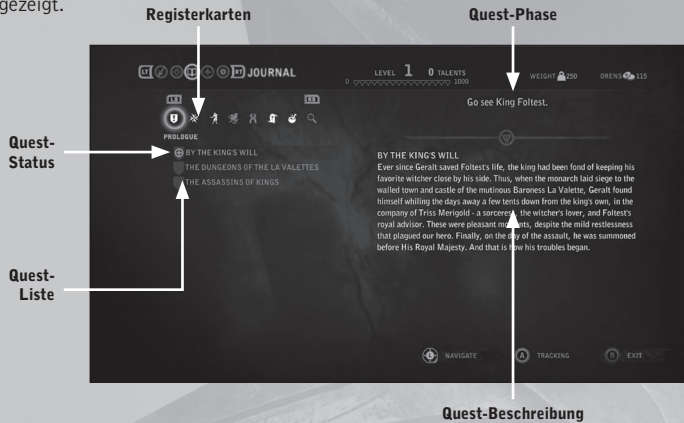 gezeigt.
Registerkarten
Quest-Phase
LT RT JOURNAL
LEVEL 1 0 TALENTS
0 1000
WEIGHT 250
ORENS 115
LB RB
Go see King Foltest.
PROLOGUE
Quest-
Status
BY THE KING'S WILL
THE DUNGEONS OF THE LA VALETTES
THE ASSASSINS OF KINGS
BY THE KING'S WILL
Ever since Geralt saved Foltest's life, the king had been fond of keeping his
favorite witcher close by his side. Thus, when the monarch laid siege to the
walled town and castle of the mutinous Baroness La Valette, Geralt found
himself whiling the days away a few tents down from the king's own, in the
company of Triss Merigold - a sorceress, the witcher's lover, and Foltest's
royal advisor. These were pleasant moments, despite the mild restlessness
that plagued our hero. Finally, on the day of the assault, he was summoned
before His Royal Majesty. And that is how his troubles began.
Quest-
Liste
L NAVIGATE
A TRACKING
B EXIT
Quest-Beschreibung